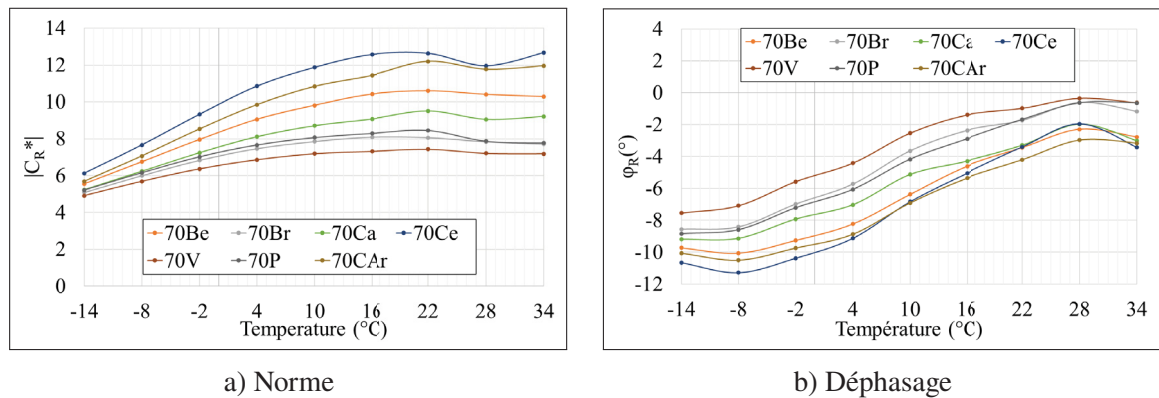 14
12
10
8
6
4
2
0
|C_R*|
70Be 70Br 70Ca 70Ce
70V 70P 70CAr
-14 -8 -2 4 10 16 22 28 34
Temperature (°C)
a) Norme
4
2
0
-2
-4
-6
-8
-10
-12
φ_R(°)
70Be 70Br 70Ca 70Ce
70V 70P 70CAr
-14 -8 -2 4 10 16 22 28 34
Température (°C)
b) Déphasage